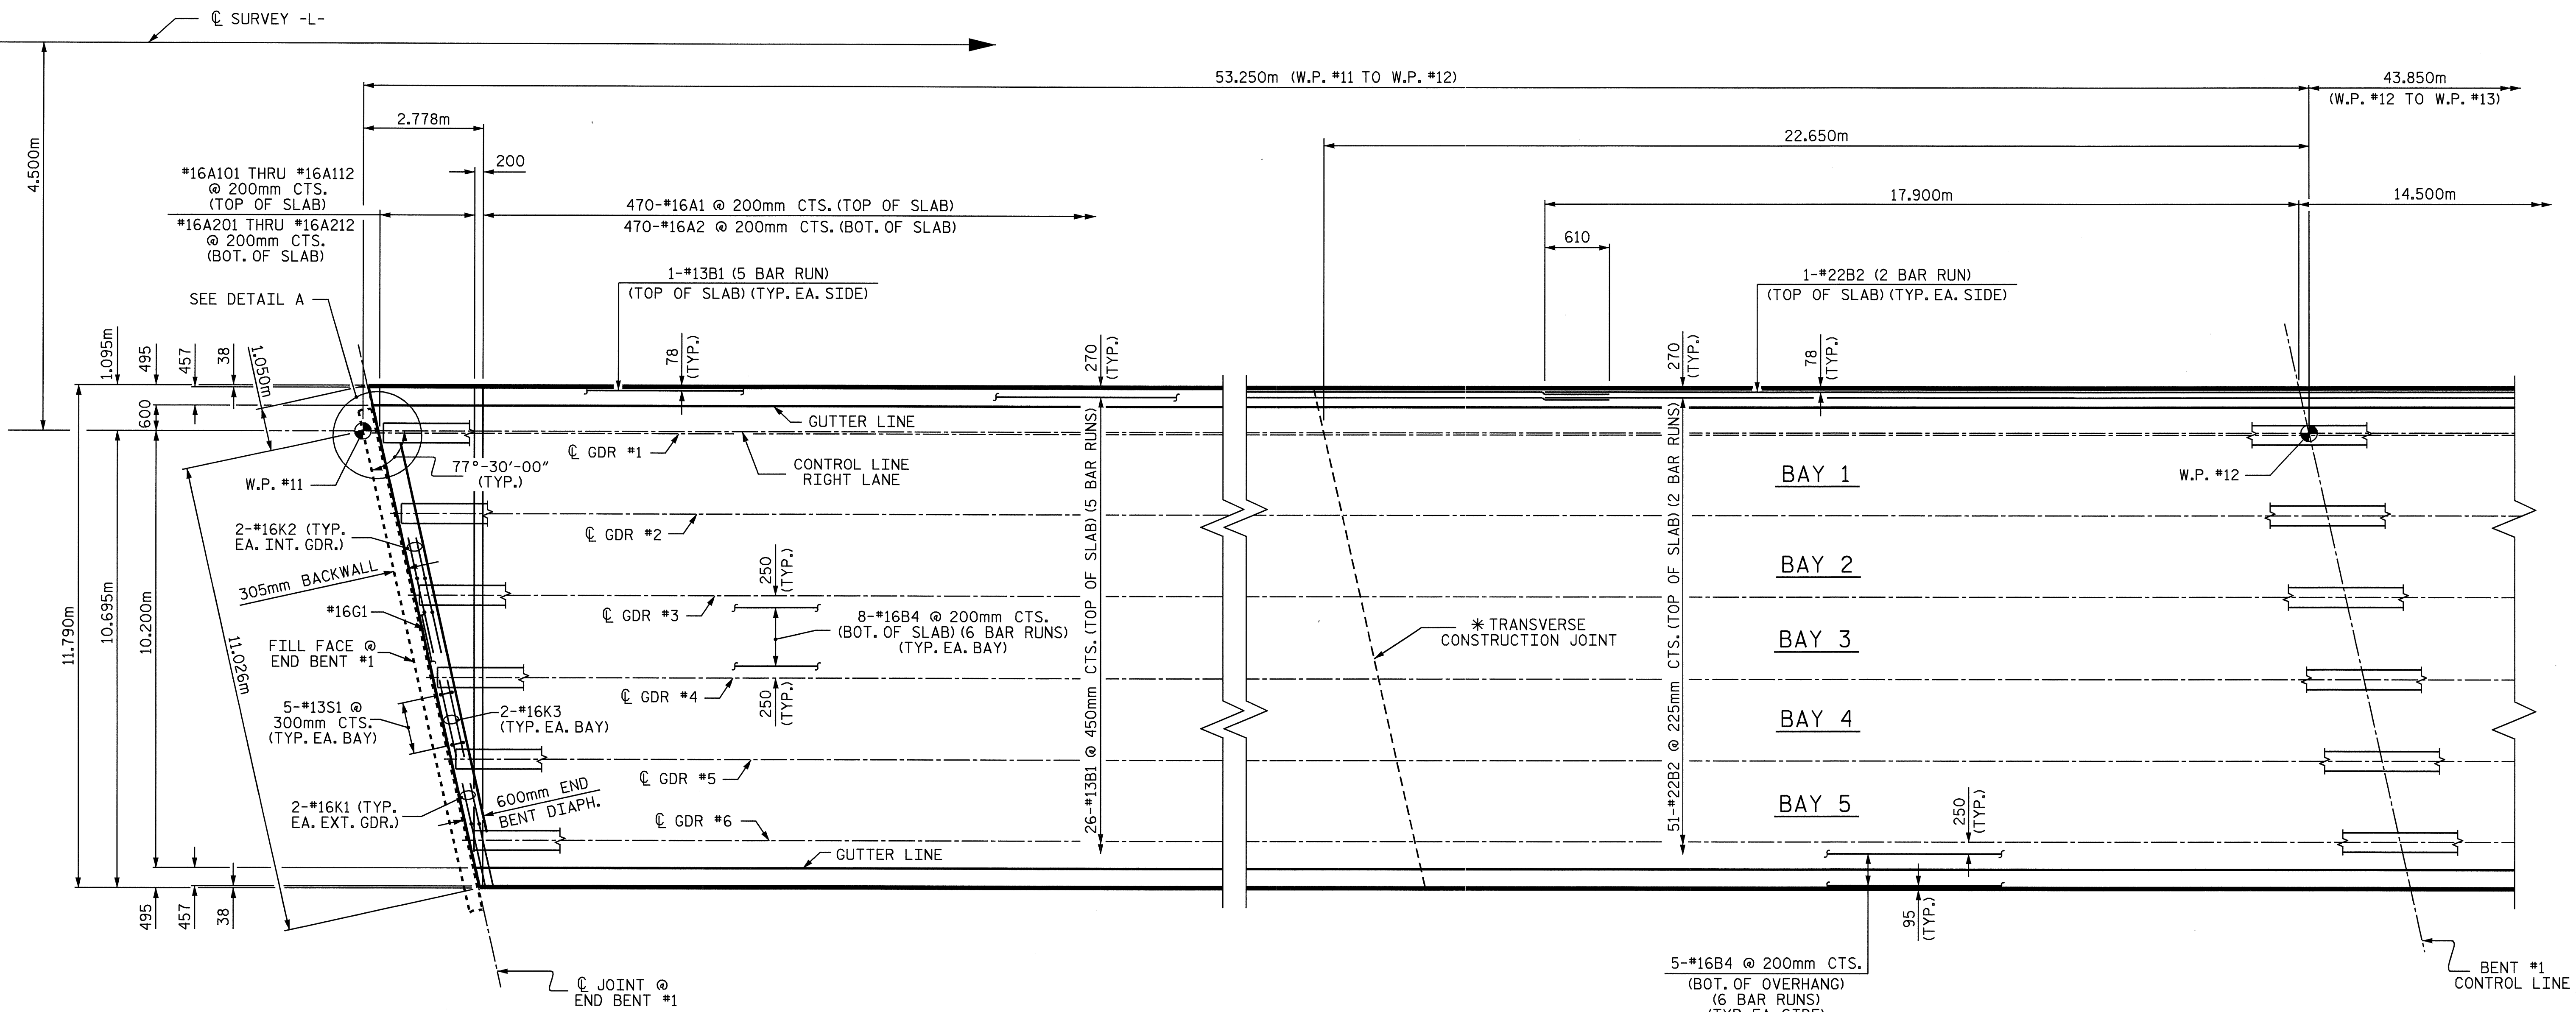 ℄ SURVEY -L-
53.250m (W.P. #11 TO W.P. #12)
43.850m
(W.P. #12 TO W.P. #13)
2.778m
22.650m
4.500m
200
#16A101 THRU #16A112
@ 200mm CTS.
(TOP OF SLAB)
#16A201 THRU #16A212
@ 200mm CTS.
(BOT. OF SLAB)
470-#16A1 @ 200mm CTS. (TOP OF SLAB)
470-#16A2 @ 200mm CTS. (BOT. OF SLAB)
17.900m
14.500m
610
1-#13B1 (5 BAR RUN)
(TOP OF SLAB) (TYP. EA. SIDE)
1-#22B2 (2 BAR RUN)
(TOP OF SLAB) (TYP. EA. SIDE)
SEE DETAIL A
1.095m
495
457
38
1.050m
78
(TYP.)
270
(TYP.)
270
(TYP.)
78
(TYP.)
600
GUTTER LINE
℄ GDR #1
CONTROL LINE
RIGHT LANE
77°-30'-00"
(TYP.)
W.P. #11
W.P. #12
BAY 1
2-#16K2 (TYP.
EA. INT. GDR.)
℄ GDR #2
305mm BACKWALL
BAY 2
250
(TYP.)
#16G1
℄ GDR #3
8-#16B4 @ 200mm CTS.
(BOT. OF SLAB) (6 BAR RUNS)
(TYP. EA. BAY)
26-#13B1 @ 450mm CTS. (TOP OF SLAB) (5 BAR RUNS)
51-#22B2 @ 225mm CTS. (TOP OF SLAB) (2 BAR RUNS)
* TRANSVERSE
CONSTRUCTION JOINT
BAY 3
11.790m
10.695m
10.200m
11.026m
FILL FACE @
END BENT #1
℄ GDR #4
250
(TYP.)
5-#13S1 @
300mm CTS.
(TYP. EA. BAY)
2-#16K3
(TYP. EA. BAY)
BAY 4
℄ GDR #5
600mm END
BENT DIAPH.
2-#16K1 (TYP.
EA. EXT. GDR.)
BAY 5
℄ GDR #6
250
(TYP.)
GUTTER LINE
495
457
38
95
(TYP.)
5-#16B4 @ 200mm CTS.
(BOT. OF OVERHANG)
(6 BAR RUNS)
(TYP. EA. SIDE)
℄ JOINT @
END BENT #1
BENT #1
CONTROL LINE